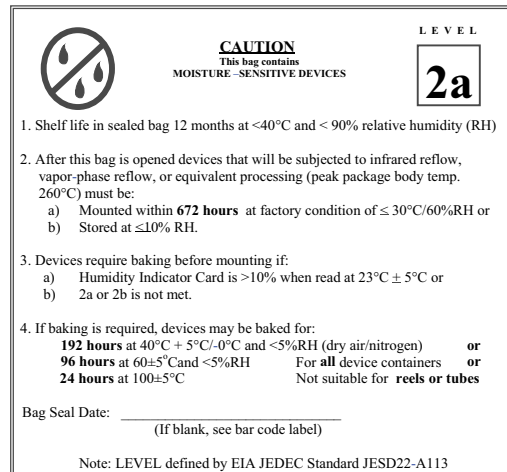 LEVEL
CAUTION
This bag contains
MOISTURE –SENSITIVE DEVICES
2a
1. Shelf life in sealed bag 12 months at <40°C and < 90% relative humidity (RH)
2. After this bag is opened devices that will be subjected to infrared reflow,
vapor-phase reflow, or equivalent processing (peak package body temp.
260°C) must be:
a) Mounted within 672 hours at factory condition of ≤ 30°C/60%RH or
b) Stored at ≤10% RH.
3. Devices require baking before mounting if:
a) Humidity Indicator Card is >10% when read at 23°C ± 5°C or
b) 2a or 2b is not met.
4. If baking is required, devices may be baked for:
192 hours at 40°C + 5°C/-0°C and <5%RH (dry air/nitrogen) or
96 hours at 60±5°Cand <5%RH For all device containers or
24 hours at 100±5°C Not suitable for reels or tubes
Bag Seal Date: ____________________________
(If blank, see bar code label)
Note: LEVEL defined by EIA JEDEC Standard JESD22-A113